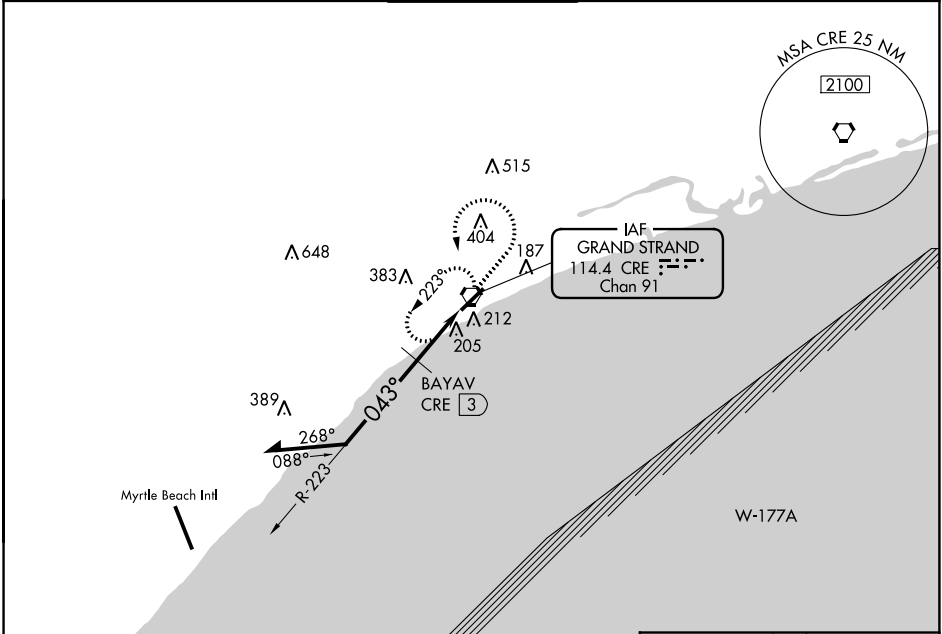 MSA CRE 25 NM
2100
515
404
187
IAF
GRAND STRAND
114.4 CRE
Chan 91
648
383
223°
212
205
BAYAV
CRE 3
043°
389
268°
088°
R-223
Myrtle Beach Intl
W-177A